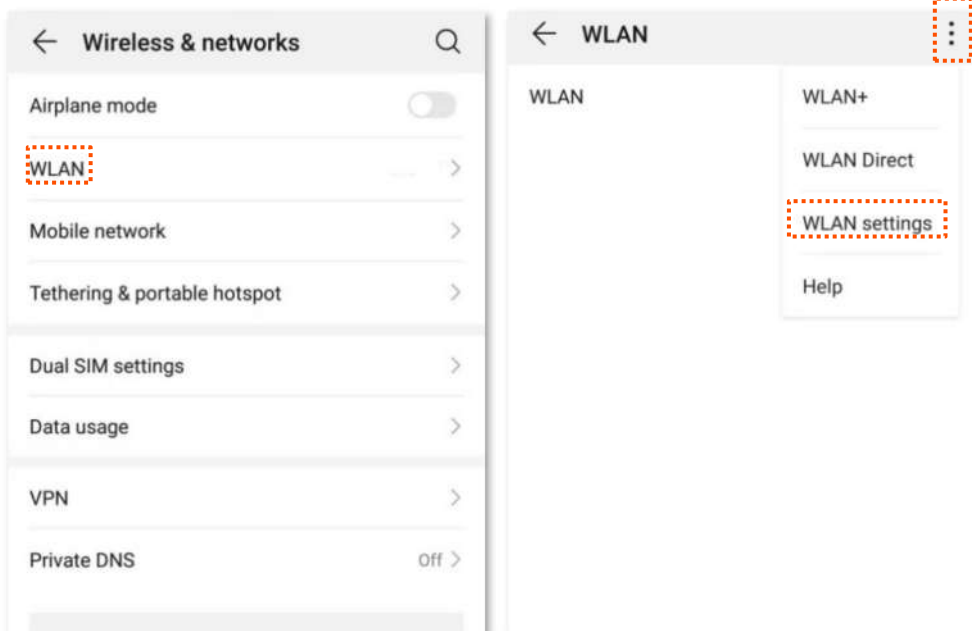 Wireless & networks
Airplane mode
WLAN
Mobile network
Tethering & portable hotspot
Dual SIM settings
Data usage
VPN
Private DNS Off
WLAN
WLAN
WLAN+
WLAN Direct
WLAN settings
Help